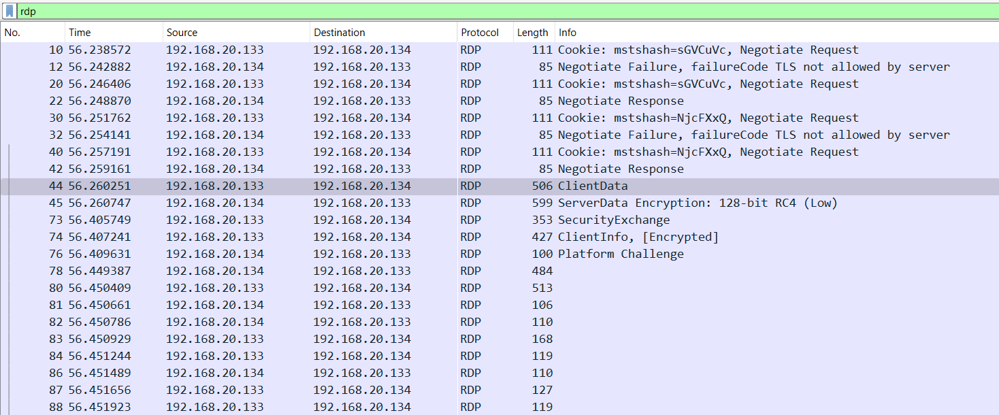 rdp
No. Time Source Destination Protocol Length Info
10 56.238572 192.168.20.133 192.168.20.134 RDP 111 Cookie: mstshash=sGVCuVc, Negotiate Request
12 56.242882 192.168.20.134 192.168.20.133 RDP 85 Negotiate Failure, failureCode TLS not allowed by server
20 56.246406 192.168.20.133 192.168.20.134 RDP 111 Cookie: mstshash=sGVCuVc, Negotiate Request
22 56.248870 192.168.20.134 192.168.20.133 RDP 85 Negotiate Response
30 56.251762 192.168.20.133 192.168.20.134 RDP 111 Cookie: mstshash=NjcFXxQ, Negotiate Request
32 56.254141 192.168.20.134 192.168.20.133 RDP 85 Negotiate Failure, failureCode TLS not allowed by server
40 56.257191 192.168.20.133 192.168.20.134 RDP 111 Cookie: mstshash=NjcFXxQ, Negotiate Request
42 56.259161 192.168.20.134 192.168.20.133 RDP 85 Negotiate Response
44 56.260251 192.168.20.133 192.168.20.134 RDP 506 ClientData
45 56.260747 192.168.20.134 192.168.20.133 RDP 599 ServerData Encryption: 128-bit RC4 (Low)
73 56.405749 192.168.20.133 192.168.20.134 RDP 353 SecurityExchange
74 56.407241 192.168.20.133 192.168.20.134 RDP 427 ClientInfo, [Encrypted]
76 56.409631 192.168.20.134 192.168.20.133 RDP 100 Platform Challenge
78 56.449387 192.168.20.134 192.168.20.133 RDP 484
80 56.450409 192.168.20.133 192.168.20.134 RDP 513
81 56.450661 192.168.20.134 192.168.20.133 RDP 106
82 56.450786 192.168.20.134 192.168.20.133 RDP 110
83 56.450929 192.168.20.133 192.168.20.134 RDP 168
84 56.451244 192.168.20.133 192.168.20.134 RDP 119
86 56.451489 192.168.20.134 192.168.20.133 RDP 110
87 56.451656 192.168.20.133 192.168.20.134 RDP 127
88 56.451923 192.168.20.133 192.168.20.134 RDP 119